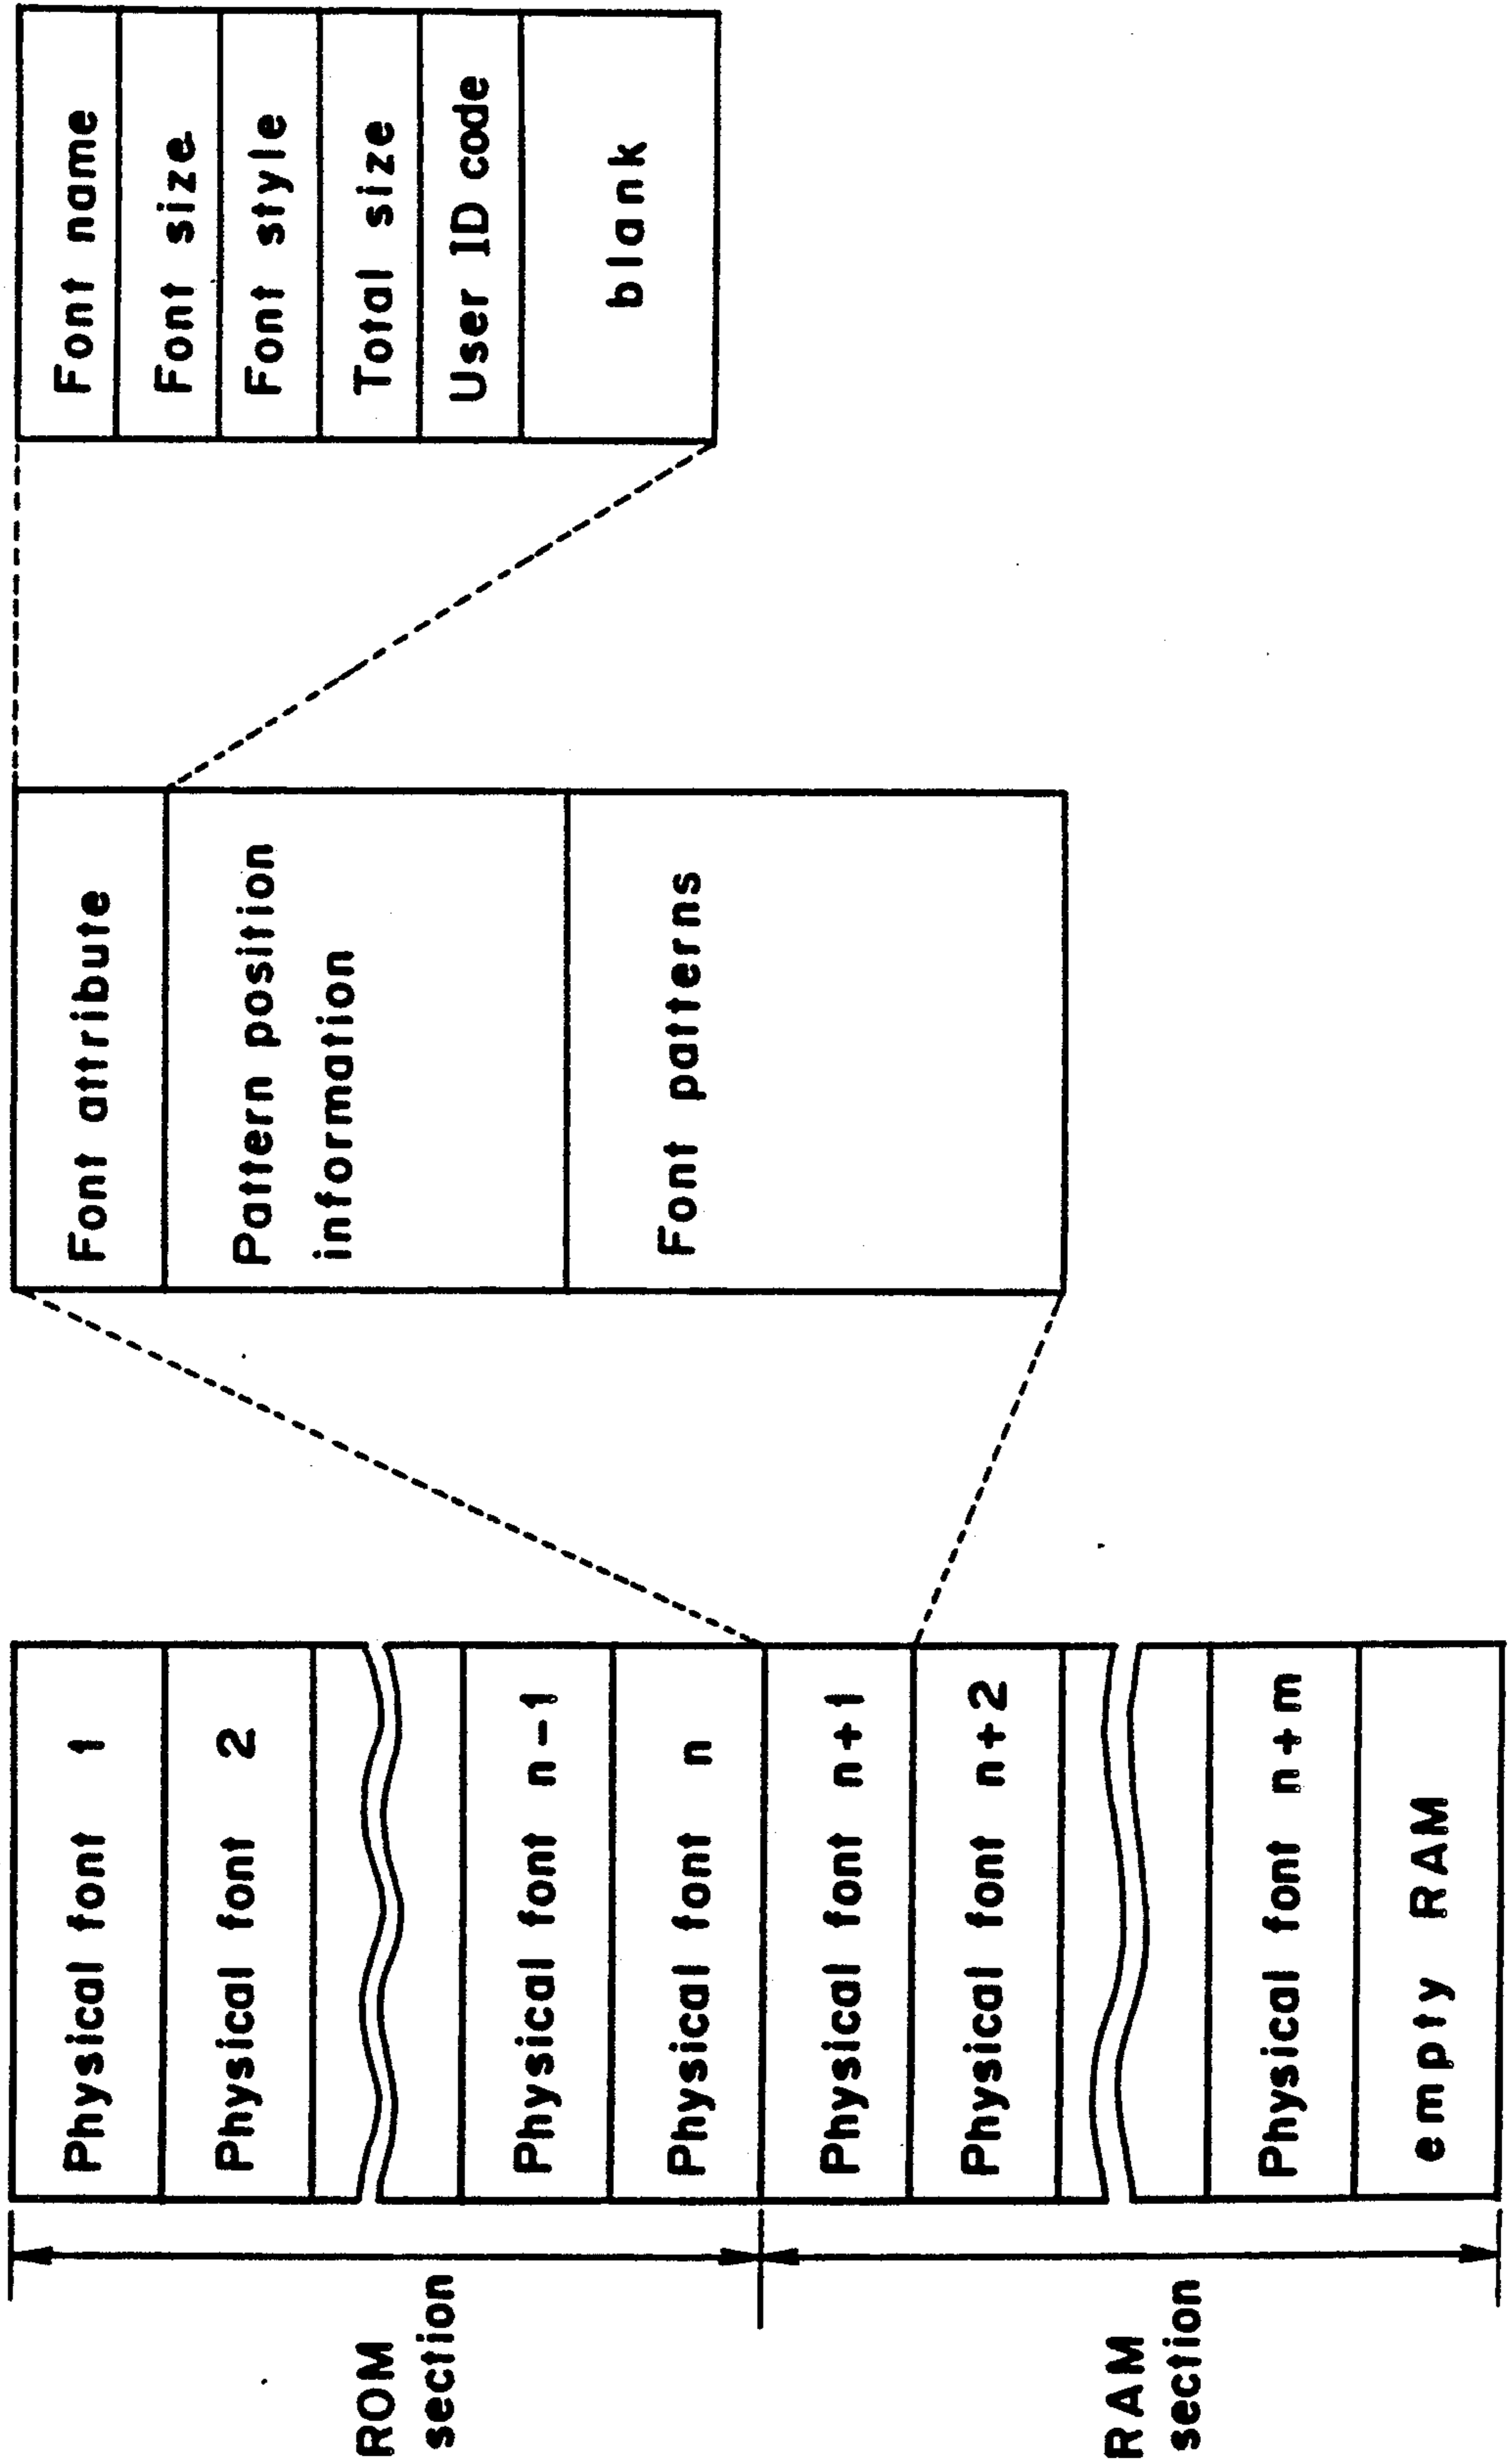 ROM
section
RAM
section
Physical font 1
Physical font 2
Physical font n-1
Physical font n
Physical font n+1
Physical font n+2
Physical font n+m
empty RAM
Font attribute
Pattern position
information
Font patterns
Font name
Font size
Font style
Total size
User ID code
blank